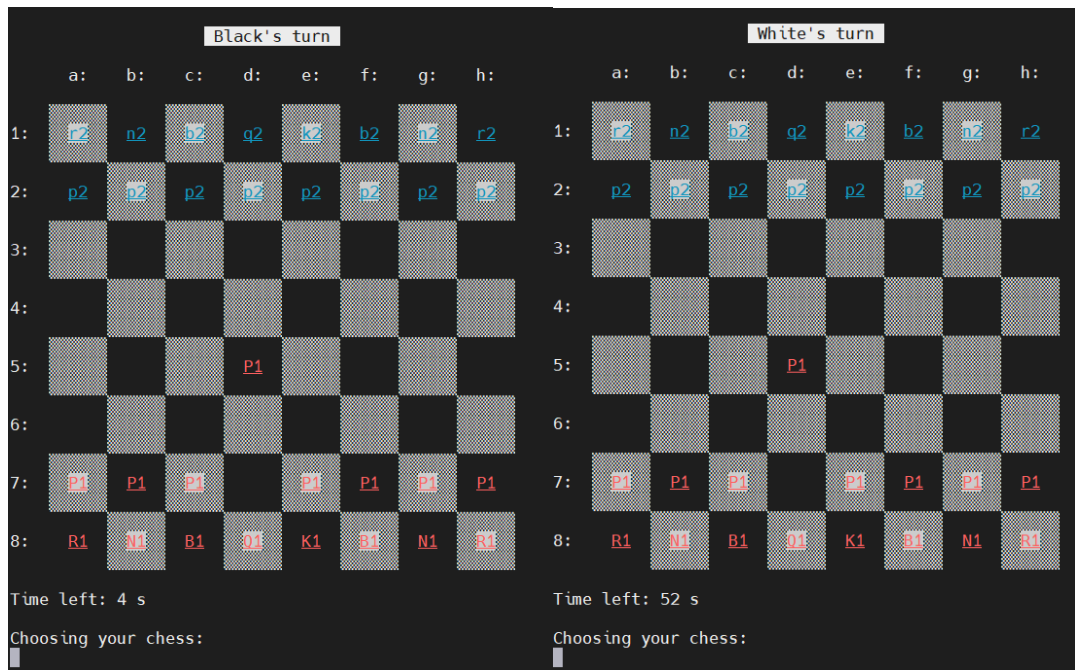 Black's turn
a: b: c: d: e: f: g: h:
1: r2 n2 b2 q2 k2 b2 n2 r2
2: p2 p2 p2 p2 p2 p2 p2 p2
3:
4:
5: P1
6:
7: P1 P1 P1 P1 P1 P1 P1
8: R1 N1 B1 Q1 K1 B1 N1 R1
Time left: 4 s
Choosing your chess:
White's turn
a: b: c: d: e: f: g: h:
1: r2 n2 b2 q2 k2 b2 n2 r2
2: p2 p2 p2 p2 p2 p2 p2 p2
3:
4:
5: P1
6:
7: P1 P1 P1 P1 P1 P1 P1
8: R1 N1 B1 Q1 K1 B1 N1 R1
Time left: 52 s
Choosing your chess: